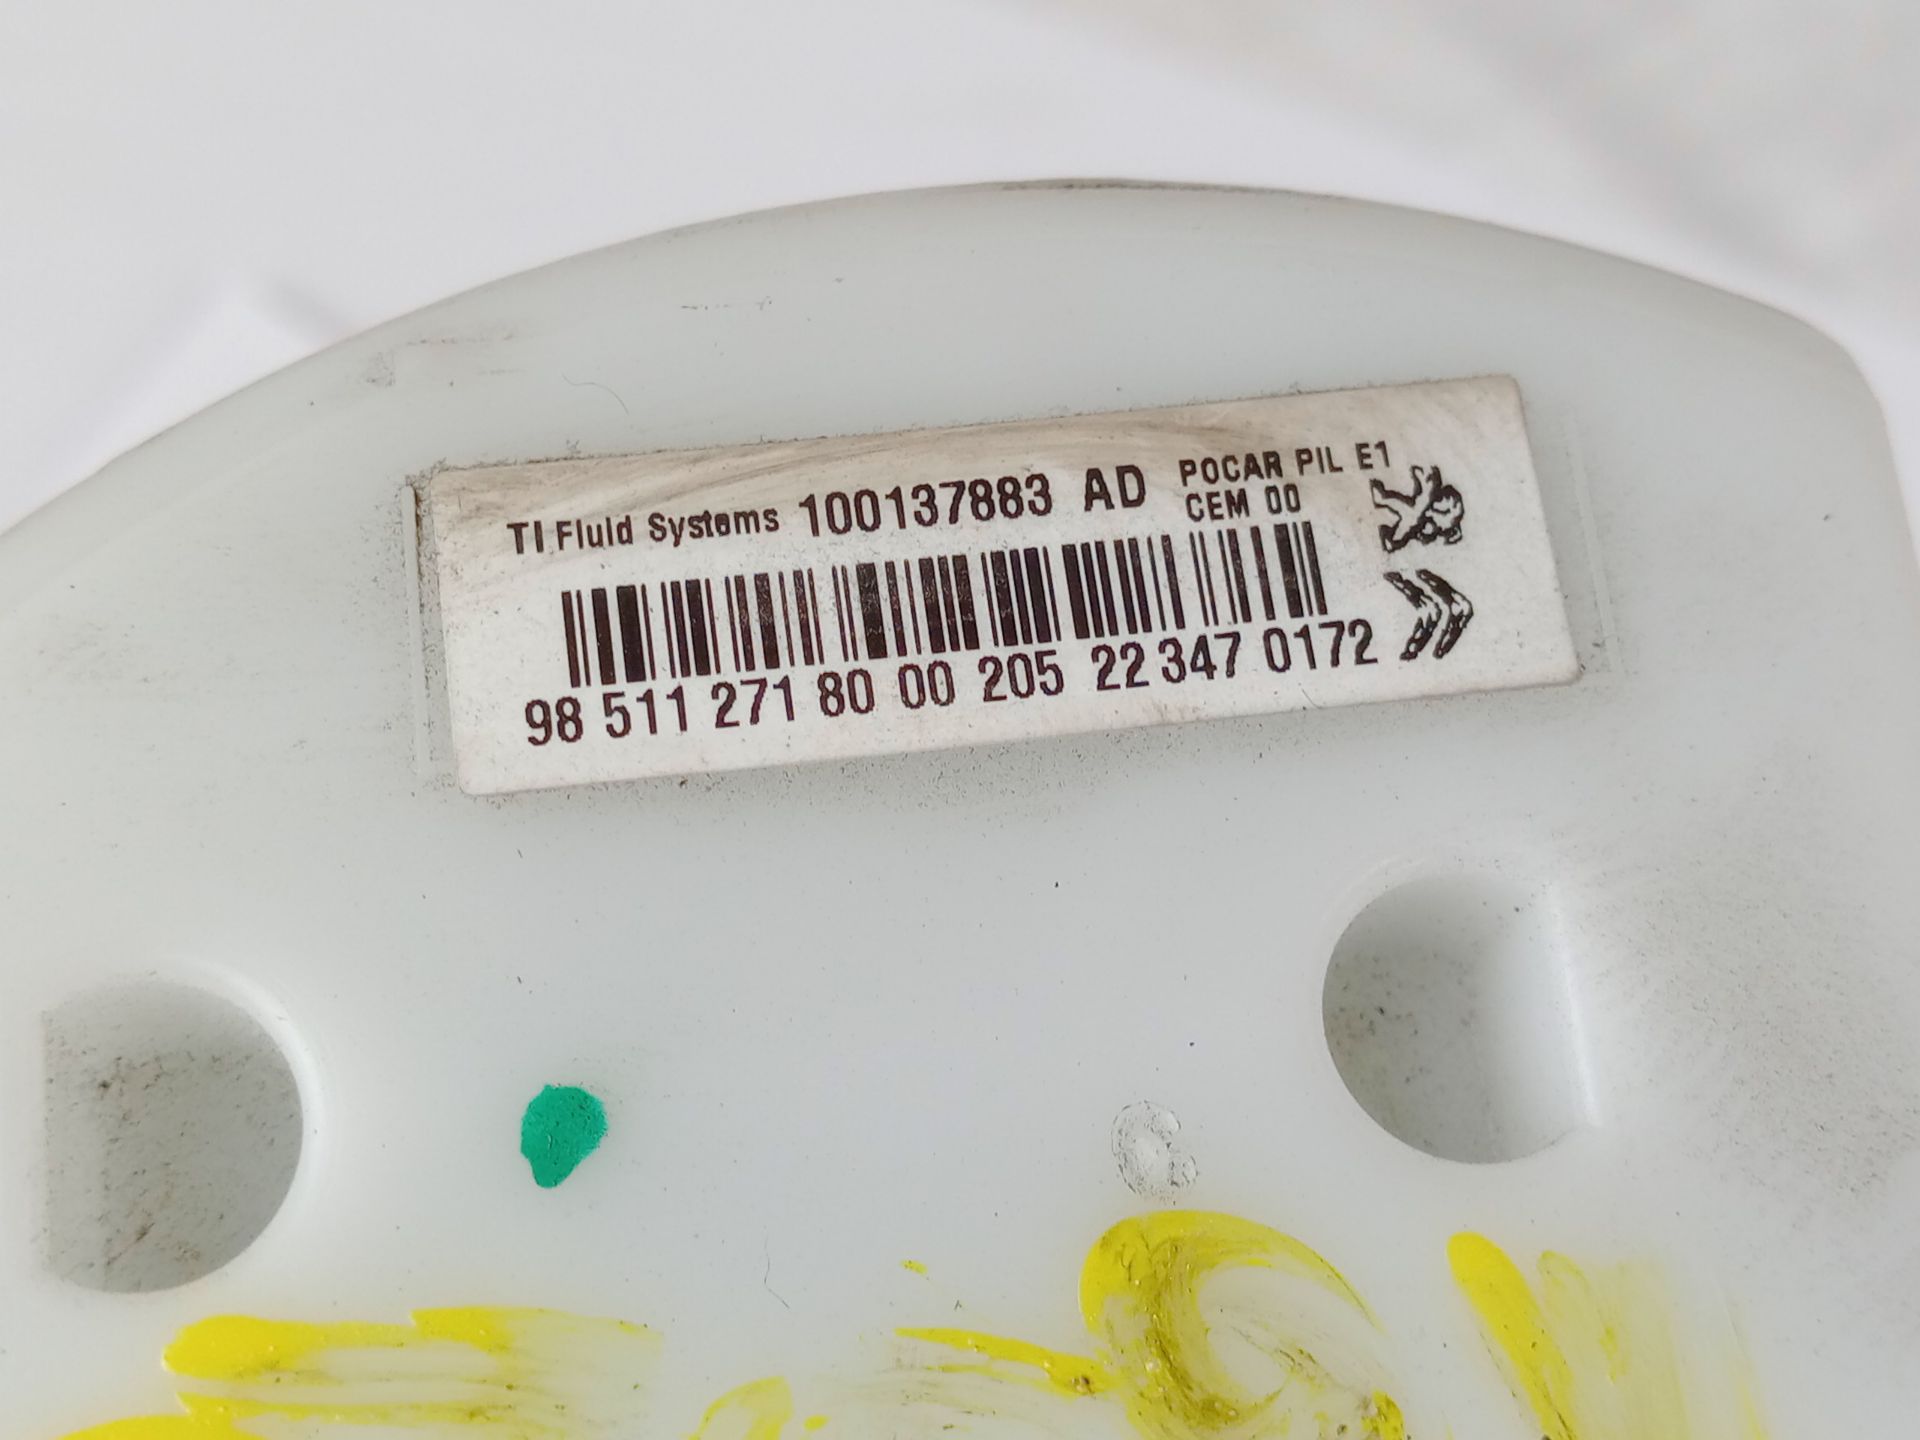 TI Fluid Systems 100137883 AD POCAR PIL E1
CEM 00
98 511 271 80 00 205 22 347 0172